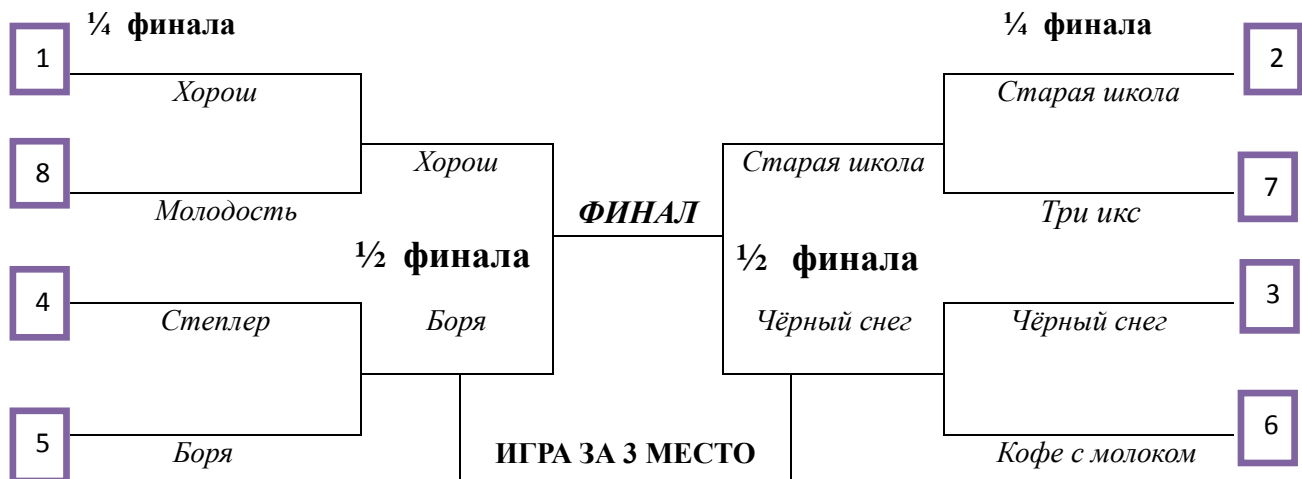 ¼ финала
¼ финала
1
2
Хорош
Старая школа
8
Хорош
Старая школа
7
Молодость
ФИНАЛ
Три икс
½ финала
½ финала
4
3
Степлер
Боря
Чёрный снег
Чёрный снег
5
6
Боря
ИГРА ЗА 3 МЕСТО
Кофе с молоком